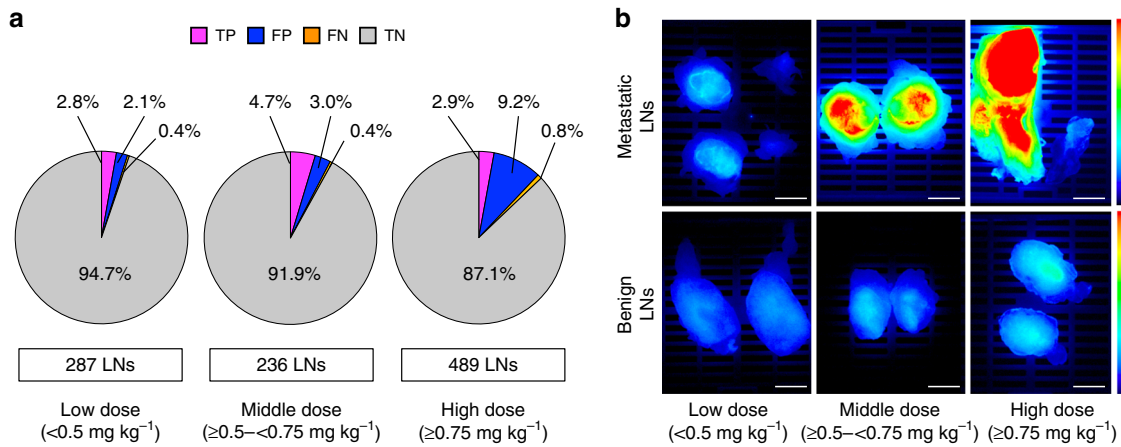 a
TP FP FN TN
2.8% 2.1% 0.4% 94.7%
4.7% 3.0% 0.4% 91.9%
2.9% 9.2% 0.8% 87.1%
287 LNs
236 LNs
489 LNs
Low dose
(<0.5 mg kg⁻¹)
Middle dose
(≥0.5–<0.75 mg kg⁻¹)
High dose
(≥0.75 mg kg⁻¹)
b
Metastatic
LNs
Benign
LNs
Low dose
(<0.5 mg kg⁻¹)
Middle dose
(≥0.5–<0.75 mg kg⁻¹)
High dose
(≥0.75 mg kg⁻¹)